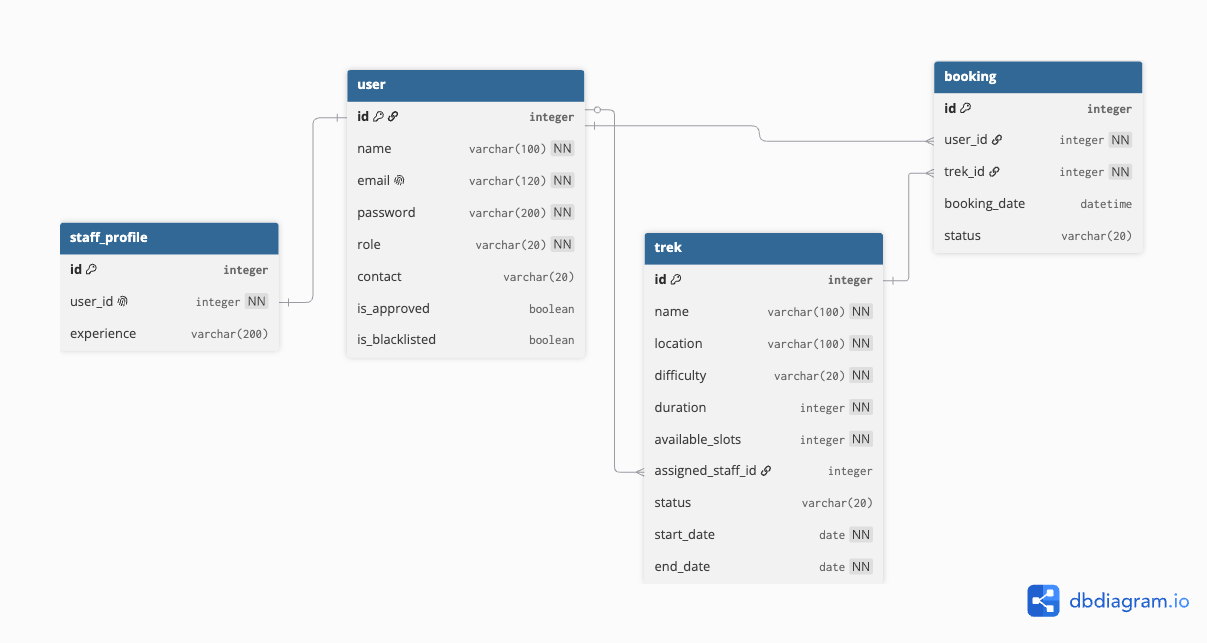 user
id integer
name varchar(100) NN
email varchar(120) NN
password varchar(200) NN
role varchar(20) NN
contact varchar(20)
is_approved boolean
is_blacklisted boolean
booking
id integer
user_id integer NN
trek_id integer NN
booking_date datetime
status varchar(20)
staff_profile
id integer
user_id integer NN
experience varchar(200)
trek
id integer
name varchar(100) NN
location varchar(100) NN
difficulty varchar(20) NN
duration integer NN
available_slots integer NN
assigned_staff_id integer
status varchar(20)
start_date date NN
end_date date NN
dbdiagram.io